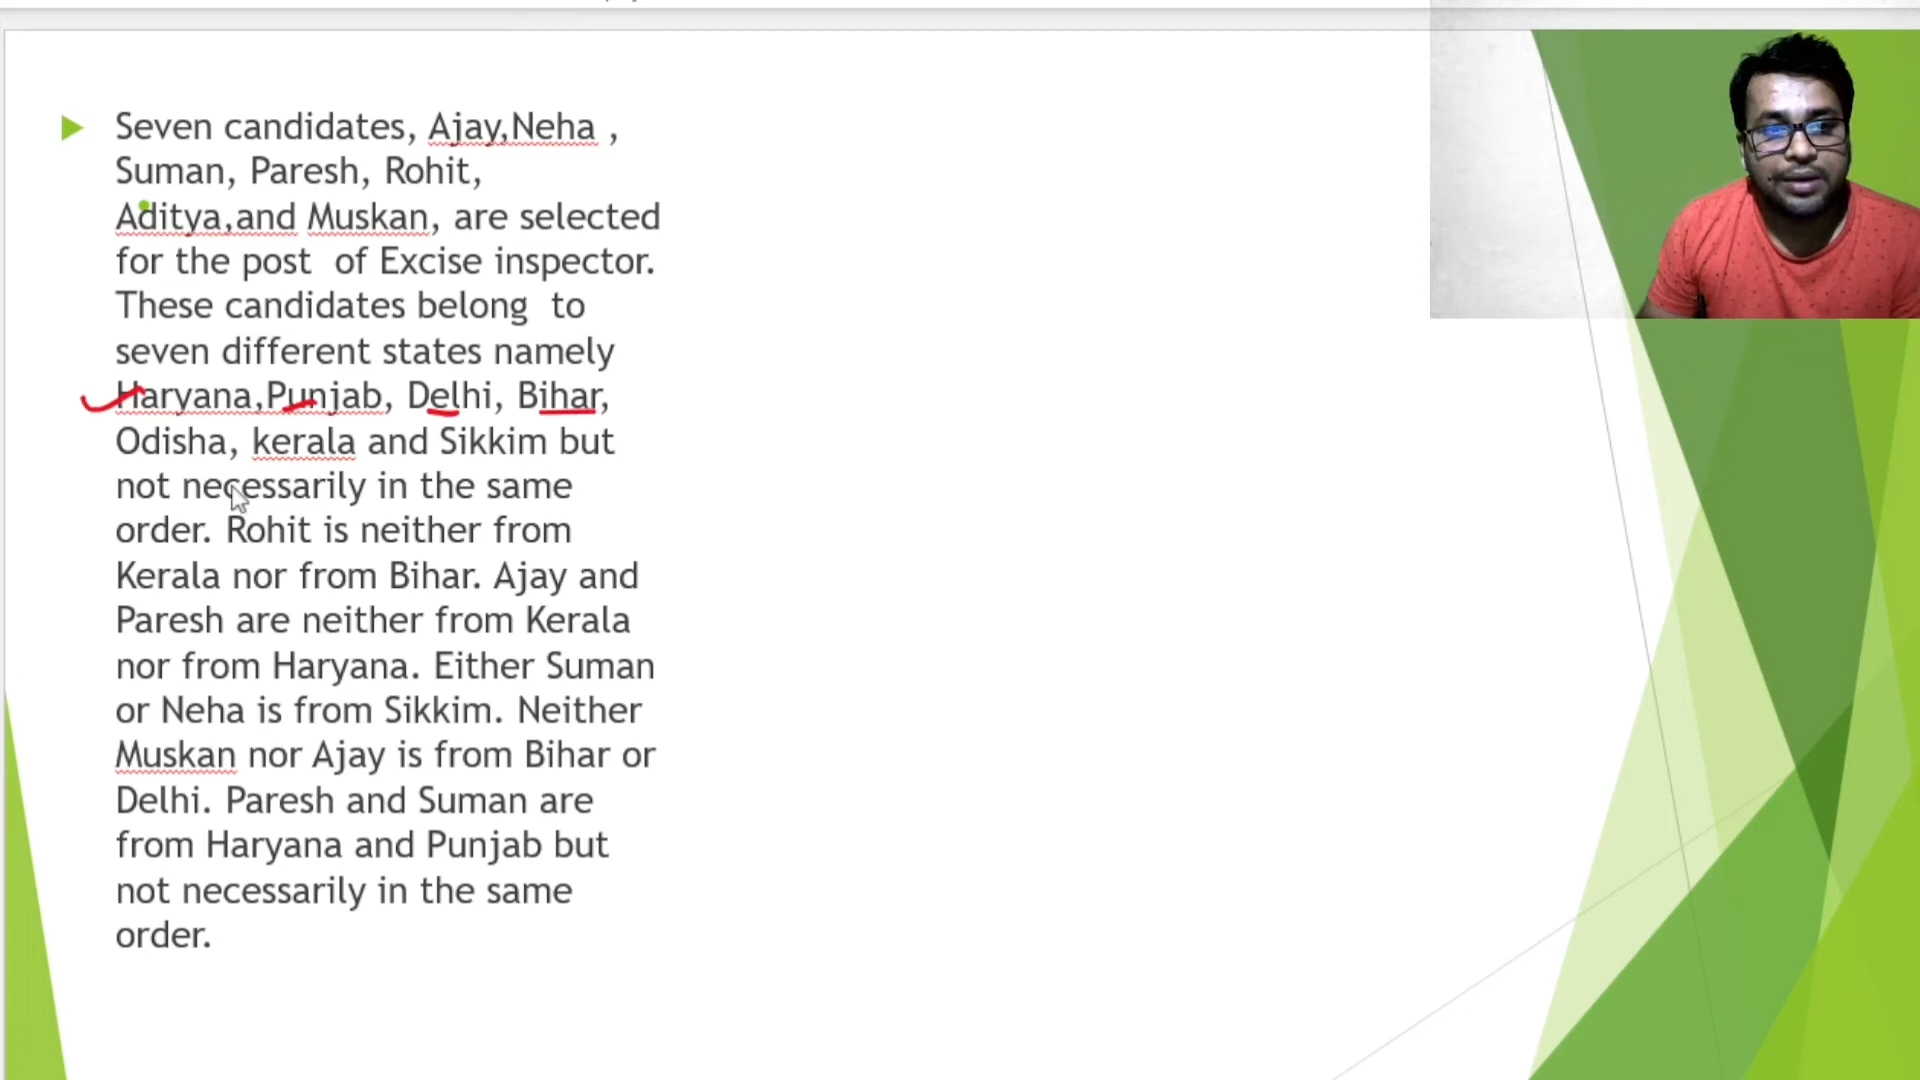 Seven candidates, Ajay,Neha ,
Suman, Paresh, Rohit,
Aditya,and Muskan, are selected
for the post  of Excise inspector.
These candidates belong  to
seven different states namely
Haryana,Punjab, Delhi, Bihar,
Odisha, kerala and Sikkim but
not necessarily in the same
order. Rohit is neither from
Kerala nor from Bihar. Ajay and
Paresh are neither from Kerala
nor from Haryana. Either Suman
or Neha is from Sikkim. Neither
Muskan nor Ajay is from Bihar or
Delhi. Paresh and Suman are
from Haryana and Punjab but
not necessarily in the same
order.